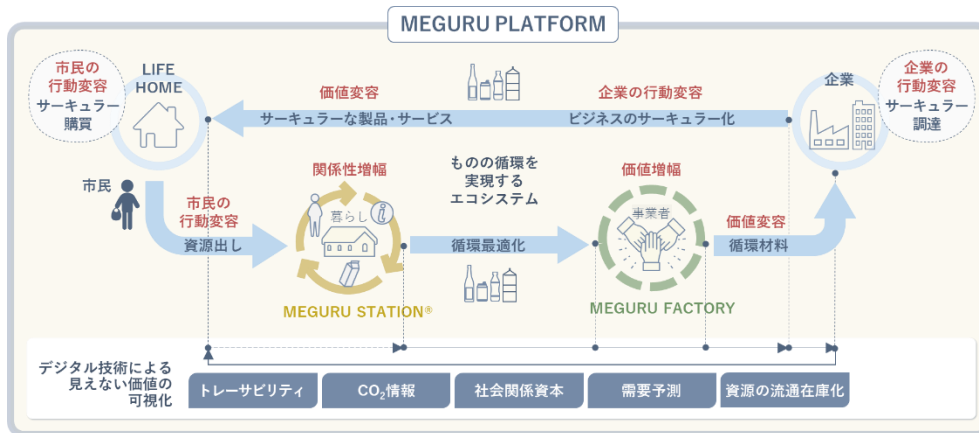 MEGURU PLATFORM
市民の
行動変容
サーキュラー
購買
LIFE
HOME
価値変容
サーキュラーな製品・サービス
企業の行動変容
ビジネスのサーキュラー化
企業
企業の
行動変容
サーキュラー
調達
市民
市民の
行動変容
資源出し
関係性増幅
暮らし
i
MEGURU STATION®
ものの循環を
実現する
エコシステム
循環最適化
価値増幅
事業者
MEGURU FACTORY
価値変容
循環材料
デジタル技術による
見えない価値の
可視化
トレーサビリティ
CO₂情報
社会関係資本
需要予測
資源の流通在庫化